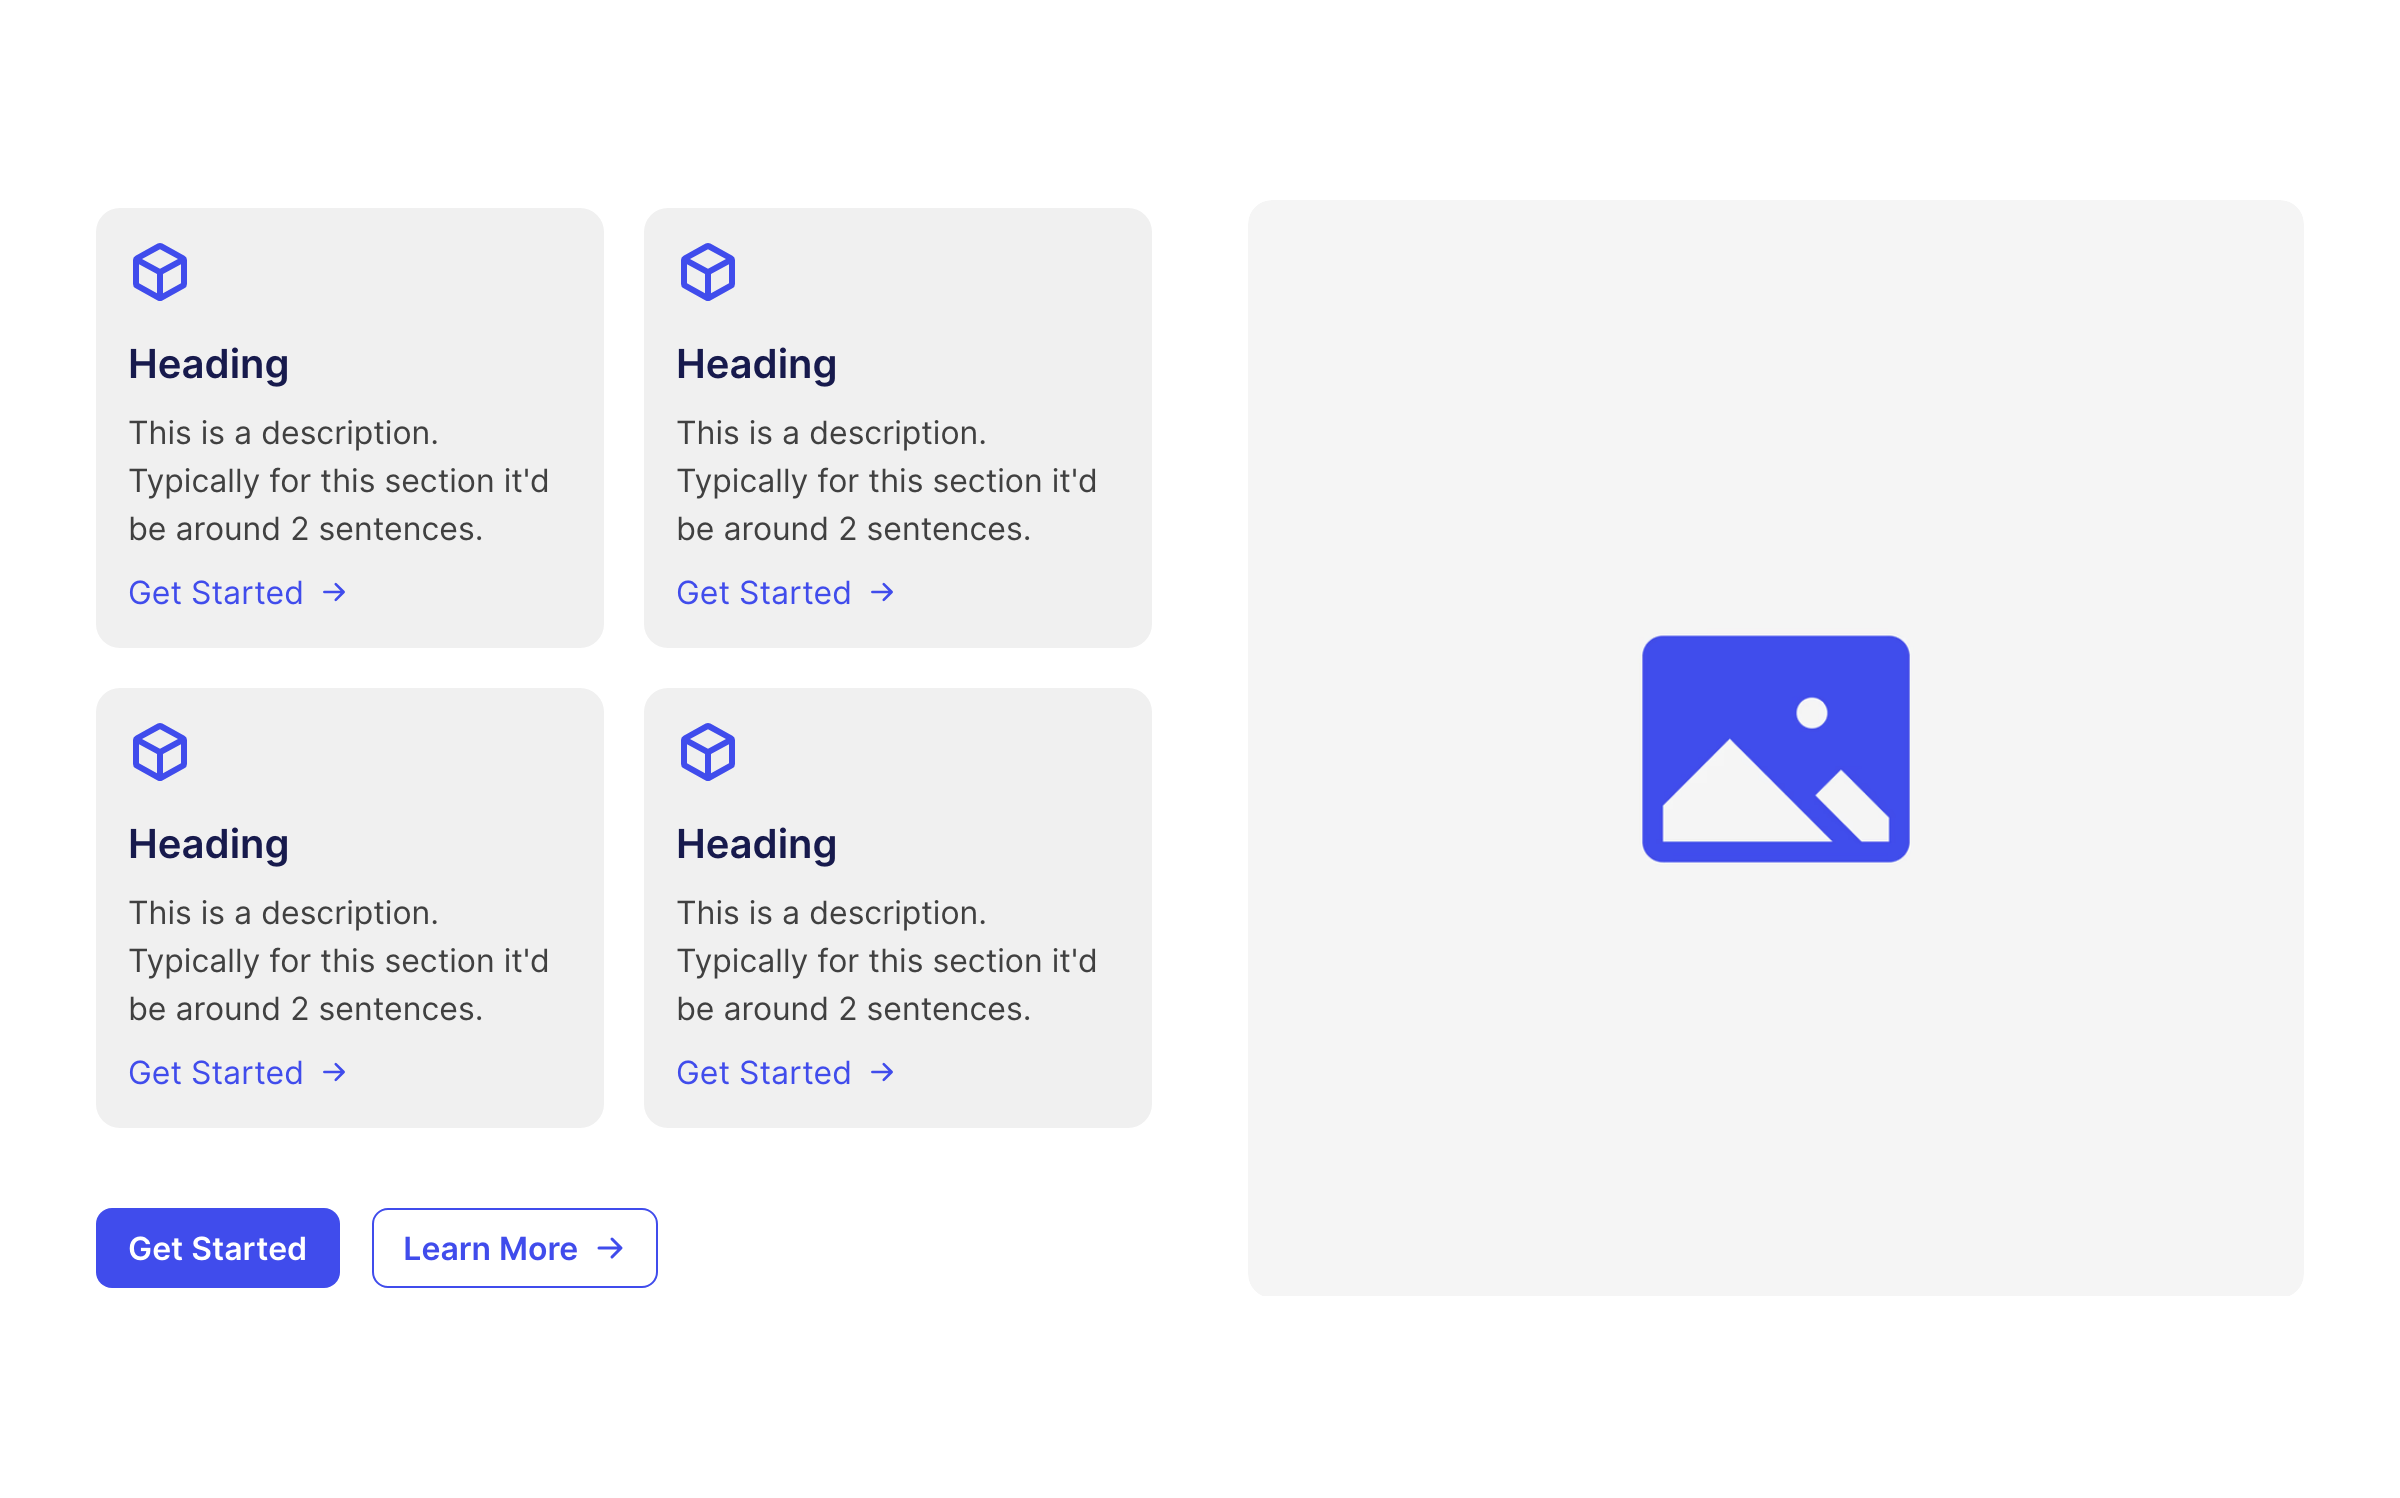 Heading
This is a description.
Typically for this section it'd
be around 2 sentences.
Get Started
Heading
This is a description.
Typically for this section it'd
be around 2 sentences.
Get Started
Heading
This is a description.
Typically for this section it'd
be around 2 sentences.
Get Started
Heading
This is a description.
Typically for this section it'd
be around 2 sentences.
Get Started
Get Started
Learn More